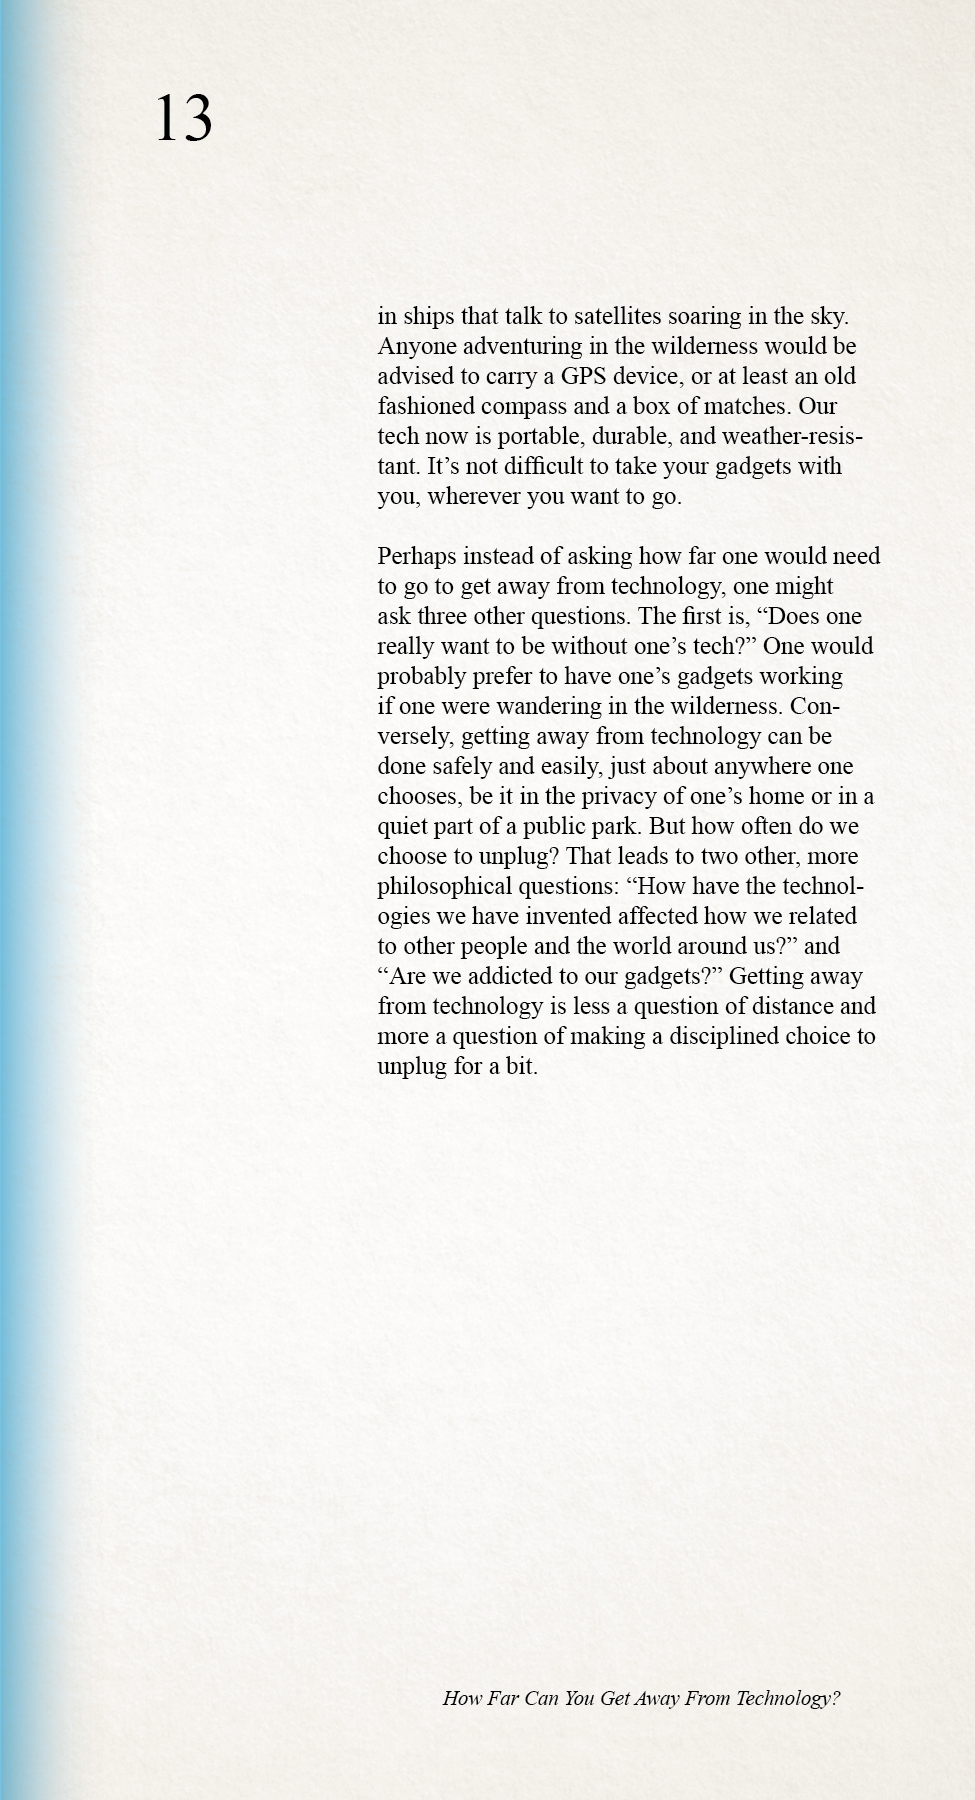 13
in ships that talk to satellites soaring in the sky.
Anyone adventuring in the wilderness would be
advised to carry a GPS device, or at least an old
fashioned compass and a box of matches. Our
tech now is portable, durable, and weather-resis-
tant. It’s not difficult to take your gadgets with
you, wherever you want to go.
Perhaps instead of asking how far one would need
to go to get away from technology, one might
ask three other questions. The first is, “Does one
really want to be without one’s tech?” One would
probably prefer to have one’s gadgets working
if one were wandering in the wilderness. Con-
versely, getting away from technology can be
done safely and easily, just about anywhere one
chooses, be it in the privacy of one’s home or in a
quiet part of a public park. But how often do we
choose to unplug? That leads to two other, more
philosophical questions: “How have the technol-
ogies we have invented affected how we related
to other people and the world around us?” and
“Are we addicted to our gadgets?” Getting away
from technology is less a question of distance and
more a question of making a disciplined choice to
unplug for a bit.
How Far Can You Get Away From Technology?